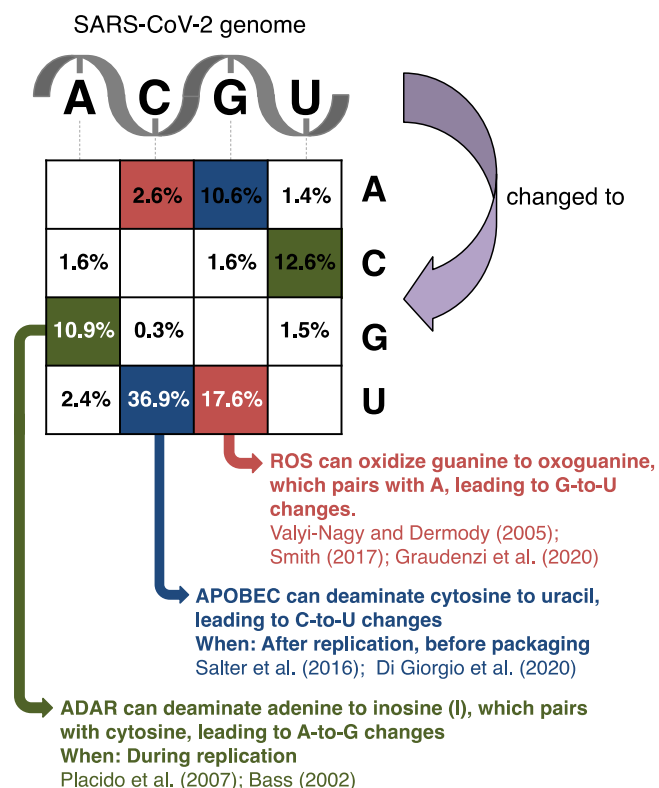 SARS-CoV-2 genome
A C G U
2.6% 10.6% 1.4% A
changed to
1.6% 1.6% 12.6% C
10.9% 0.3% 1.5% G
2.4% 36.9% 17.6% U
ROS can oxidize guanine to oxoguanine,
which pairs with A, leading to G-to-U
changes.
Valyi-Nagy and Dermody (2005);
Smith (2017); Graudenzi et al. (2020)
APOBEC can deaminate cytosine to uracil,
leading to C-to-U changes
When: After replication, before packaging
Salter et al. (2016); Di Giorgio et al. (2020)
ADAR can deaminate adenine to inosine (I), which pairs
with cytosine, leading to A-to-G changes
When: During replication
Placido et al. (2007); Bass (2002)